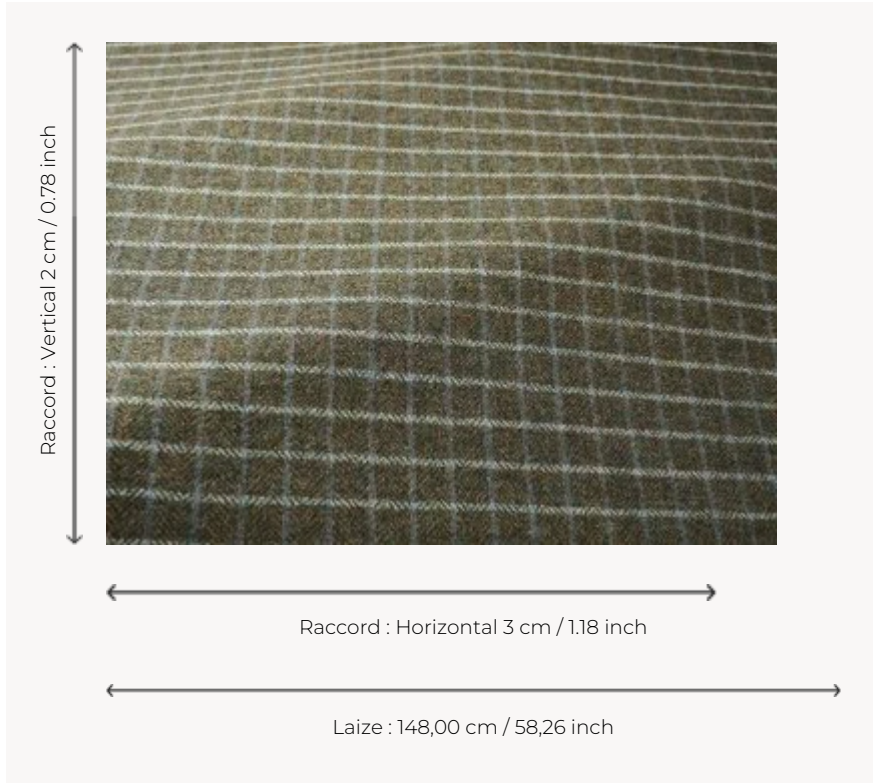 Raccord : Vertical 2 cm / 0.78 inch
Raccord : Horizontal 3 cm / 1.18 inch
Laize : 148,00 cm / 58,26 inch